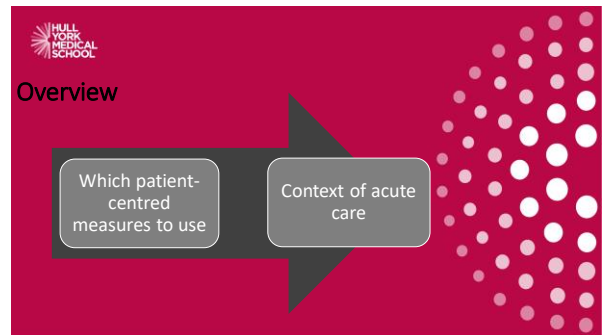 HULL
YORK
MEDICAL
SCHOOL
Overview
Which patient-
centred
measures to use
Context of acute
care